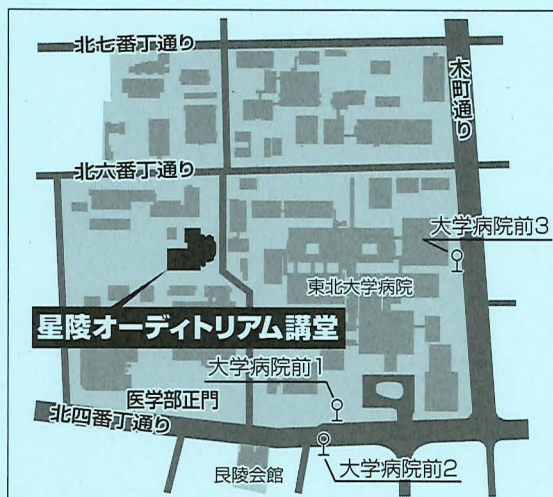 北七番丁通り
木町通り
北六番丁通り
大学病院前3
東北大学病院
星陵オーディトリアム講堂
大学病院前1
医学部正門
北四番丁通り
艮陵会館
大学病院前2